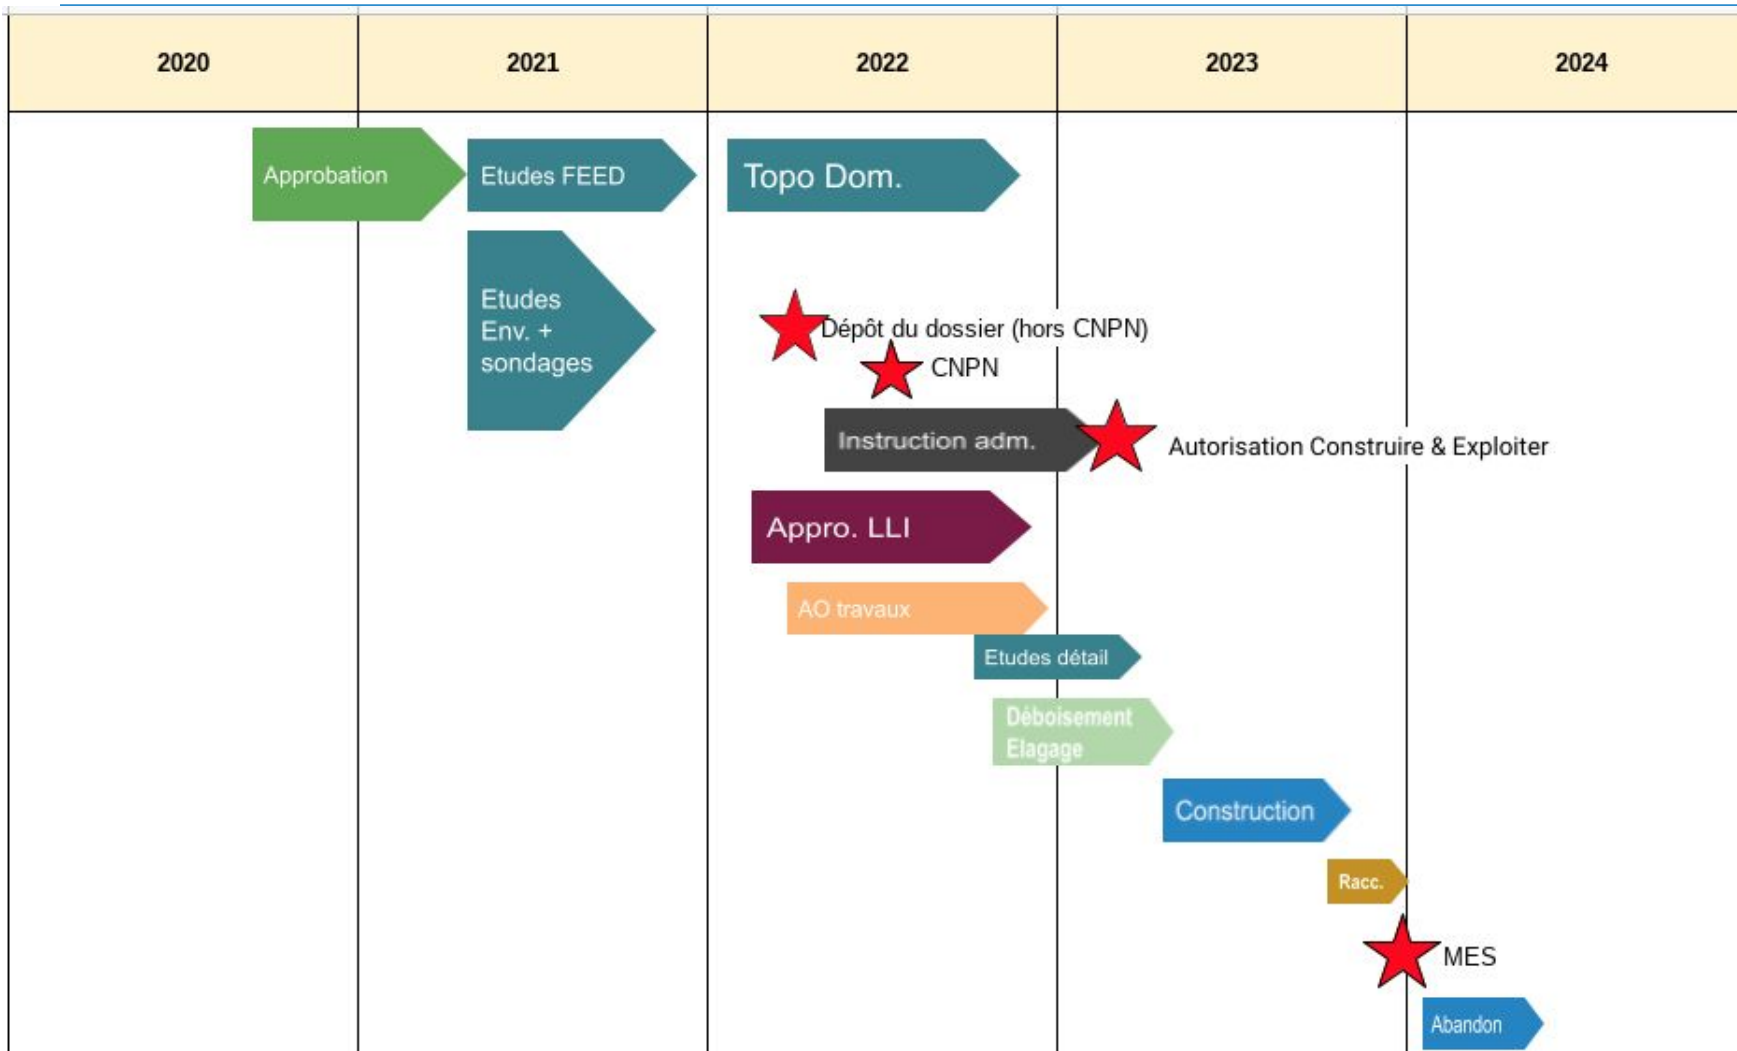 2020
2021
2022
2023
2024
Approbation
Etudes FEED
Topo Dom.
Etudes
Env. +
sondages
Dépôt du dossier (hors CNPN)
CNPN
Instruction adm.
Autorisation Construire & Exploiter
Appro. LLI
AO travaux
Etudes détail
Déboisement
Elagage
Construction
Racc.
MES
Abandon